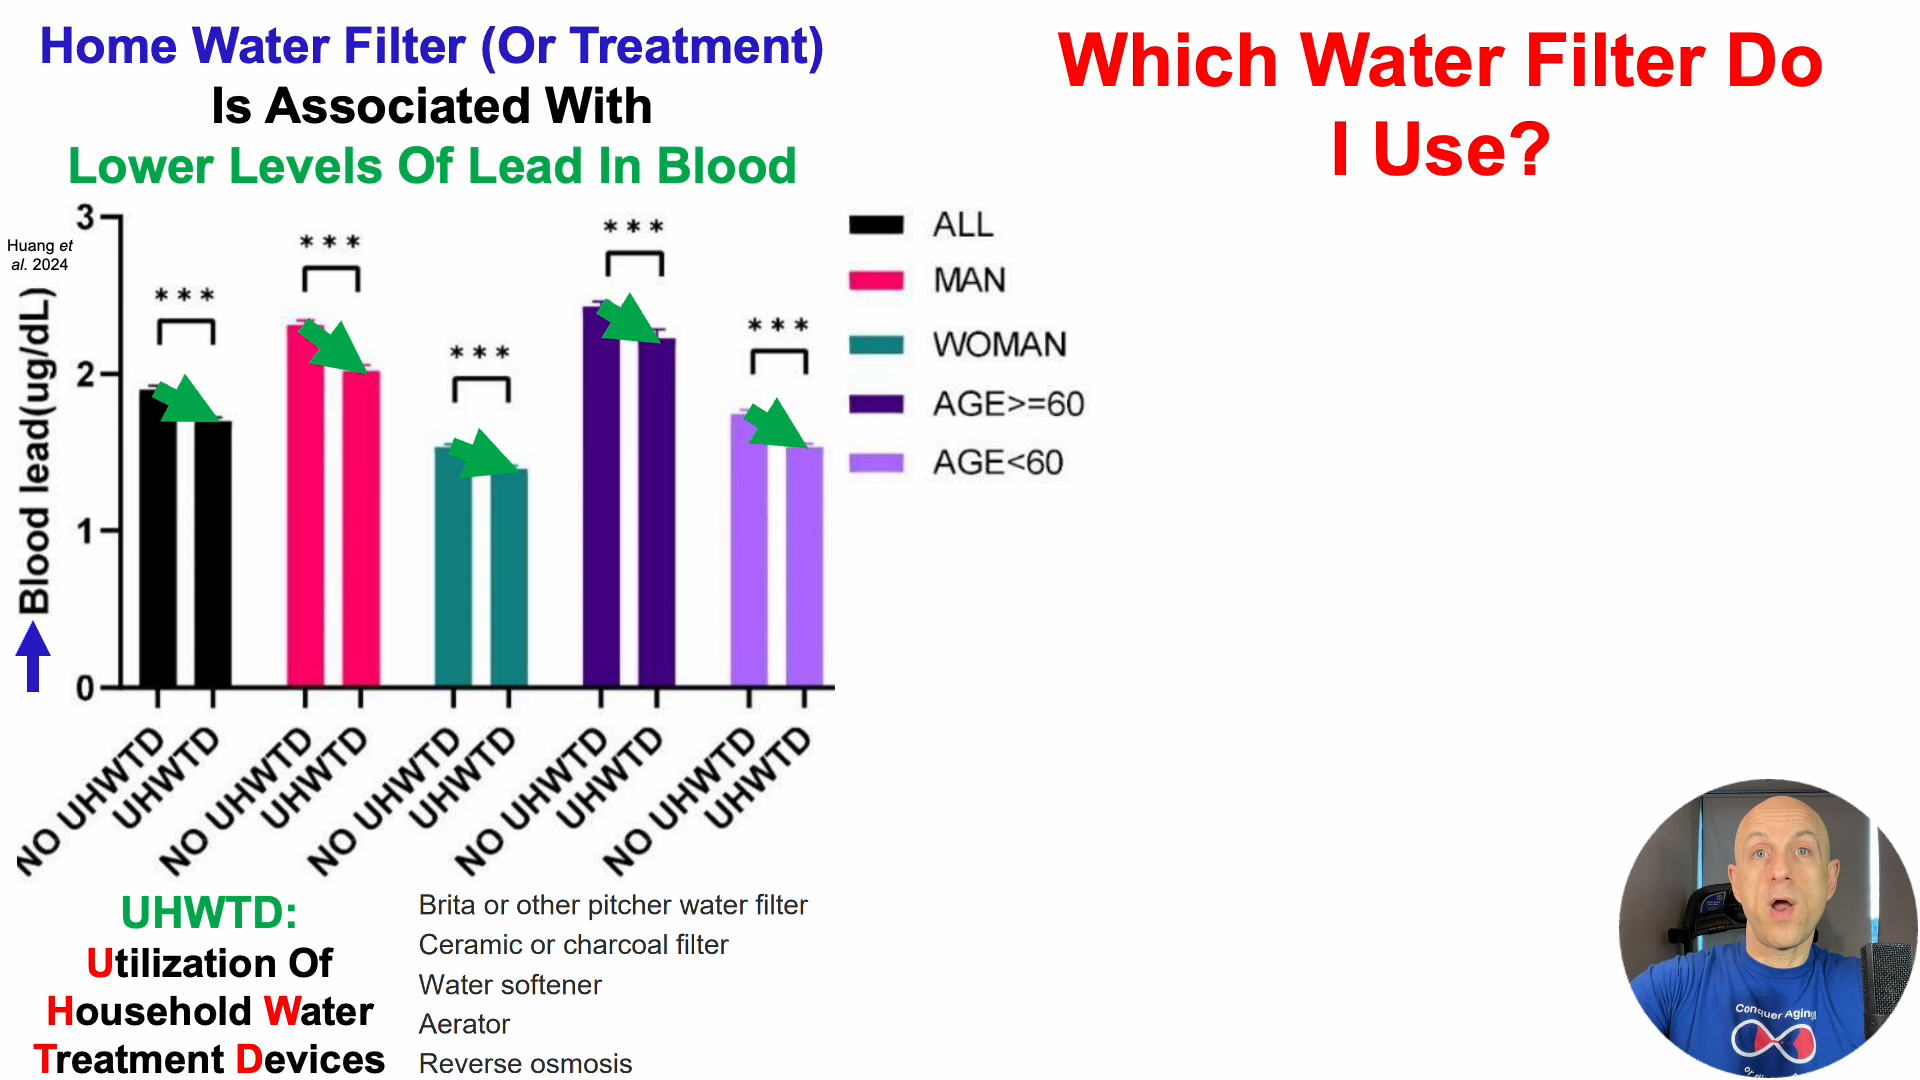 Home Water Filter (Or Treatment)
Is Associated With
Lower Levels Of Lead In Blood
Which Water Filter Do
I Use?
Huang et
al. 2024
Blood lead(ug/dL)
3
2
1
0
***
***
***
***
***
ALL
MAN
WOMAN
AGE>=60
AGE<60
NO UHWTD
UHWTD
NO UHWTD
UHWTD
NO UHWTD
UHWTD
NO UHWTD
UHWTD
NO UHWTD
UHWTD
UHWTD:
Utilization Of
Household Water
Treatment Devices
Brita or other pitcher water filter
Ceramic or charcoal filter
Water softener
Aerator
Reverse osmosis
Conquer Aging
or